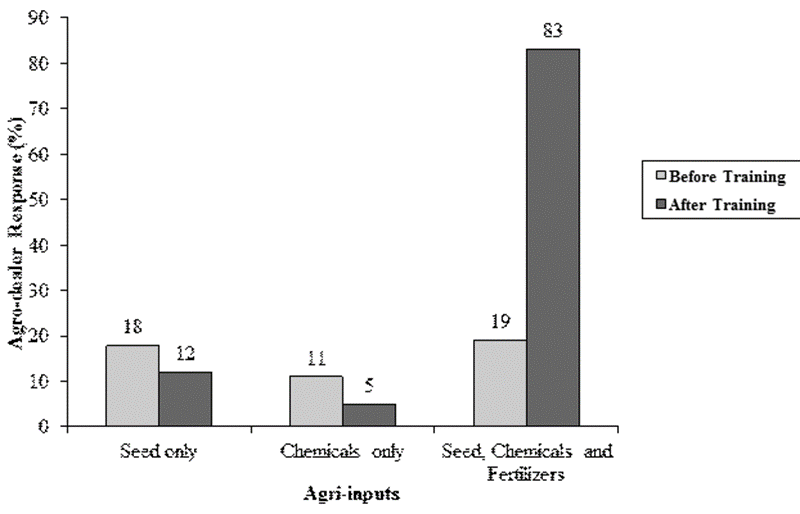 90
80
70
60
50
40
30
20
10
0
Agro-dealer Response (%)
18
12
11
5
19
83
Seed only
Chemicals only
Seed, Chemicals and
Fertilizers
Agri-inputs
Before Training
After Training